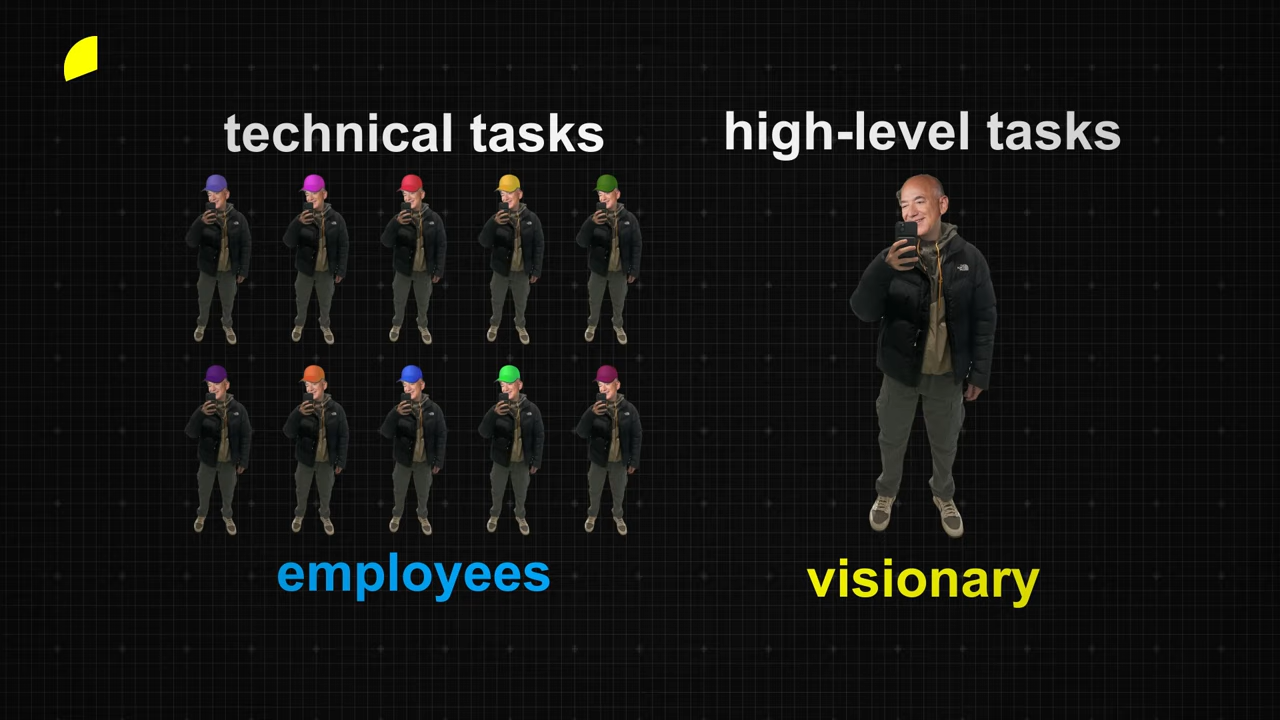 technical tasks
high-level tasks
employees
visionary